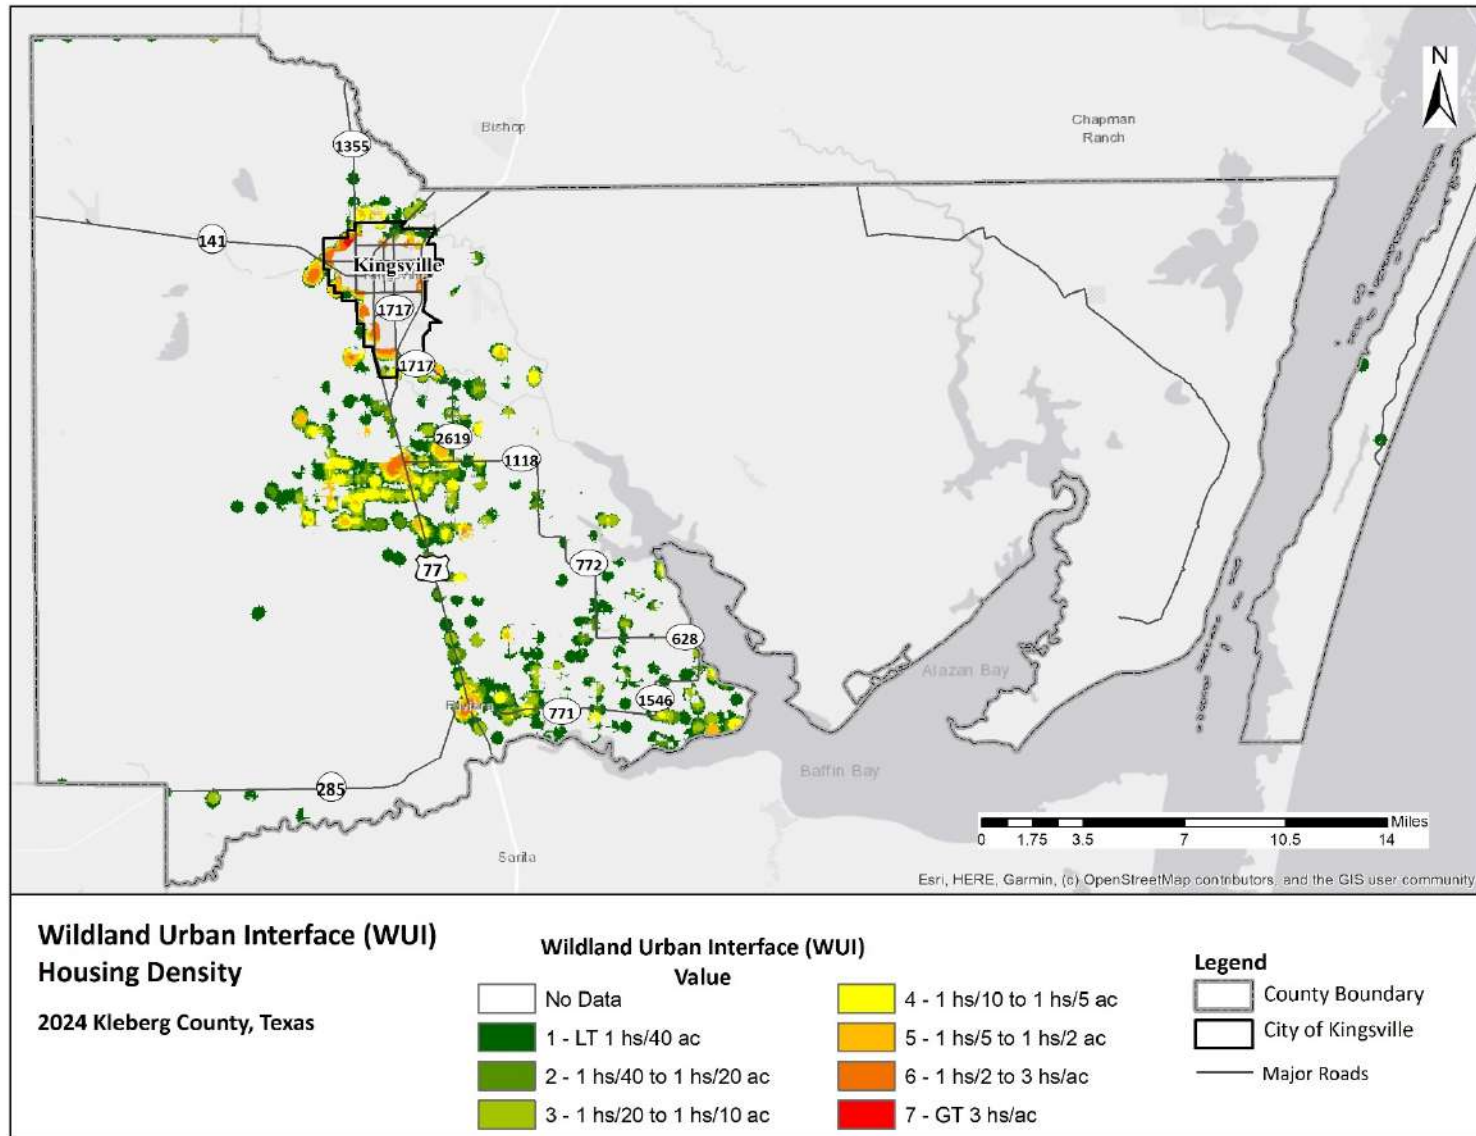 N
Bishop
Chapman
Ranch
1355
141
Kingsville
1717
1717
2619
1118
77
772
628
Alazan Bay
1546
771
Baffin Bay
285
Sarita
Miles
0 1.75 3.5 7 10.5 14
Esri, HERE, Garmin, (c) OpenStreetMap contributors, and the GIS user community
Wildland Urban Interface (WUI)
Housing Density
2024 Kleberg County, Texas
Wildland Urban Interface (WUI)
Value
No Data
1 - LT 1 hs/40 ac
2 - 1 hs/40 to 1 hs/20 ac
3 - 1 hs/20 to 1 hs/10 ac
4 - 1 hs/10 to 1 hs/5 ac
5 - 1 hs/5 to 1 hs/2 ac
6 - 1 hs/2 to 3 hs/ac
7 - GT 3 hs/ac
Legend
County Boundary
City of Kingsville
Major Roads